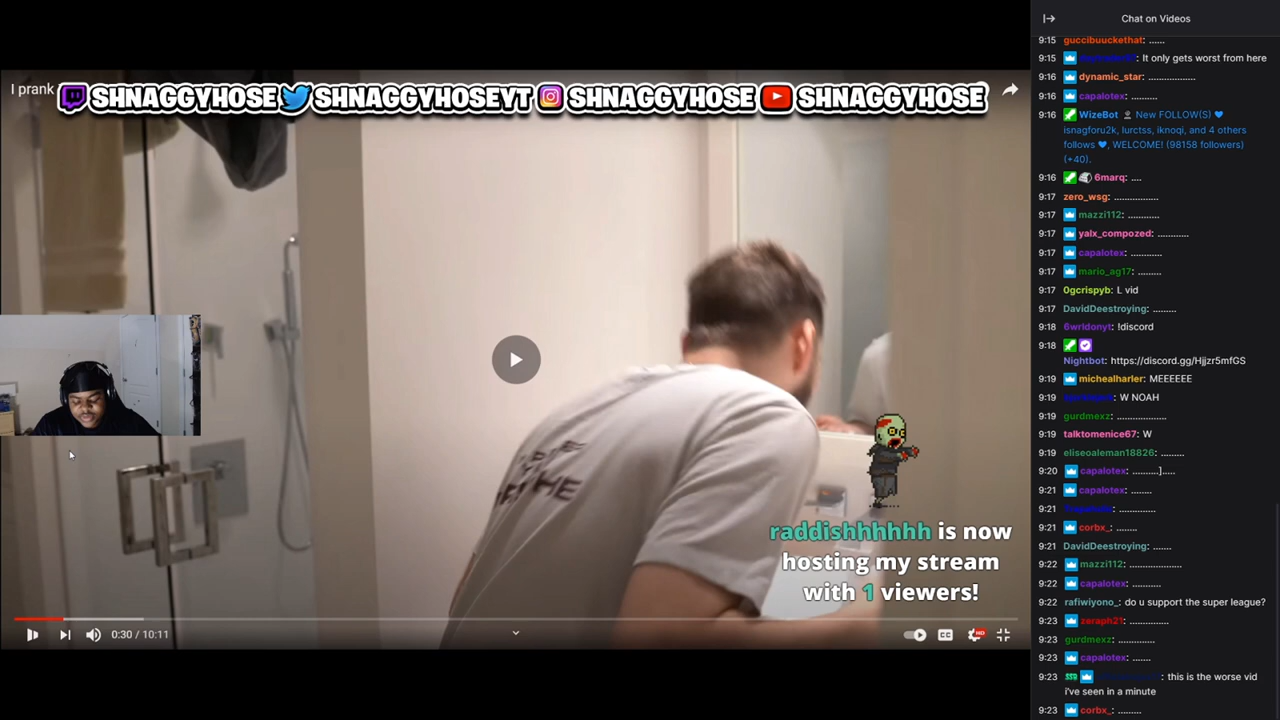 I prank
SHNAGGYHOSE SHNAGGYHOSEYT SHNAGGYHOSE SHNAGGYHOSE
raddishhhhhh is now
hosting my stream
with 1 viewers!
0:30 / 10:11
CC
HD
Chat on Videos
9:15 guccibuuckethat: ......
9:15 : It only gets worst from here
9:16 dynamic_star: .................
9:16 capalotex: ..........
9:16 WizeBot New FOLLOW(S)
isnagforu2k, lurctss, iknoqi, and 4 others
follows ♥, WELCOME! (98158 followers)
(+40).
9:16 6marq: ....
9:17 zero_wsg: ................
9:17 mazzi112: ............
9:17 yalx_compozed: ............
9:17 capalotex: ............
9:17 mario_ag17: .........
9:17 0gcrispyb: L vid
9:17 DavidDeestroying: .........
9:18 6wrldonyt: !discord
9:18
Nightbot: https://discord.gg/Hjjzr5mfGS
9:19 michealharler: MEEEEEE
9:19 : W NOAH
9:19 gurdmexz: ..................
9:19 talktomenice67: W
9:19 eliseoaleman18826: .........
9:20 capalotex: ..........].....
9:21 capalotex: ........
9:21 : ..............
9:21 corbx_: ........
9:21 DavidDeestroying: .......
9:22 mazzi112: ...................
9:22 capalotex: ...........
9:22 rafiwiyono_: do you support the super league?
9:23 zeraph21: ..............
9:23 gurdmexz: .............
9:23 capalotex: .......
9:23 : this is the worse vid
i've seen in a minute
9:23 corbx_: .........